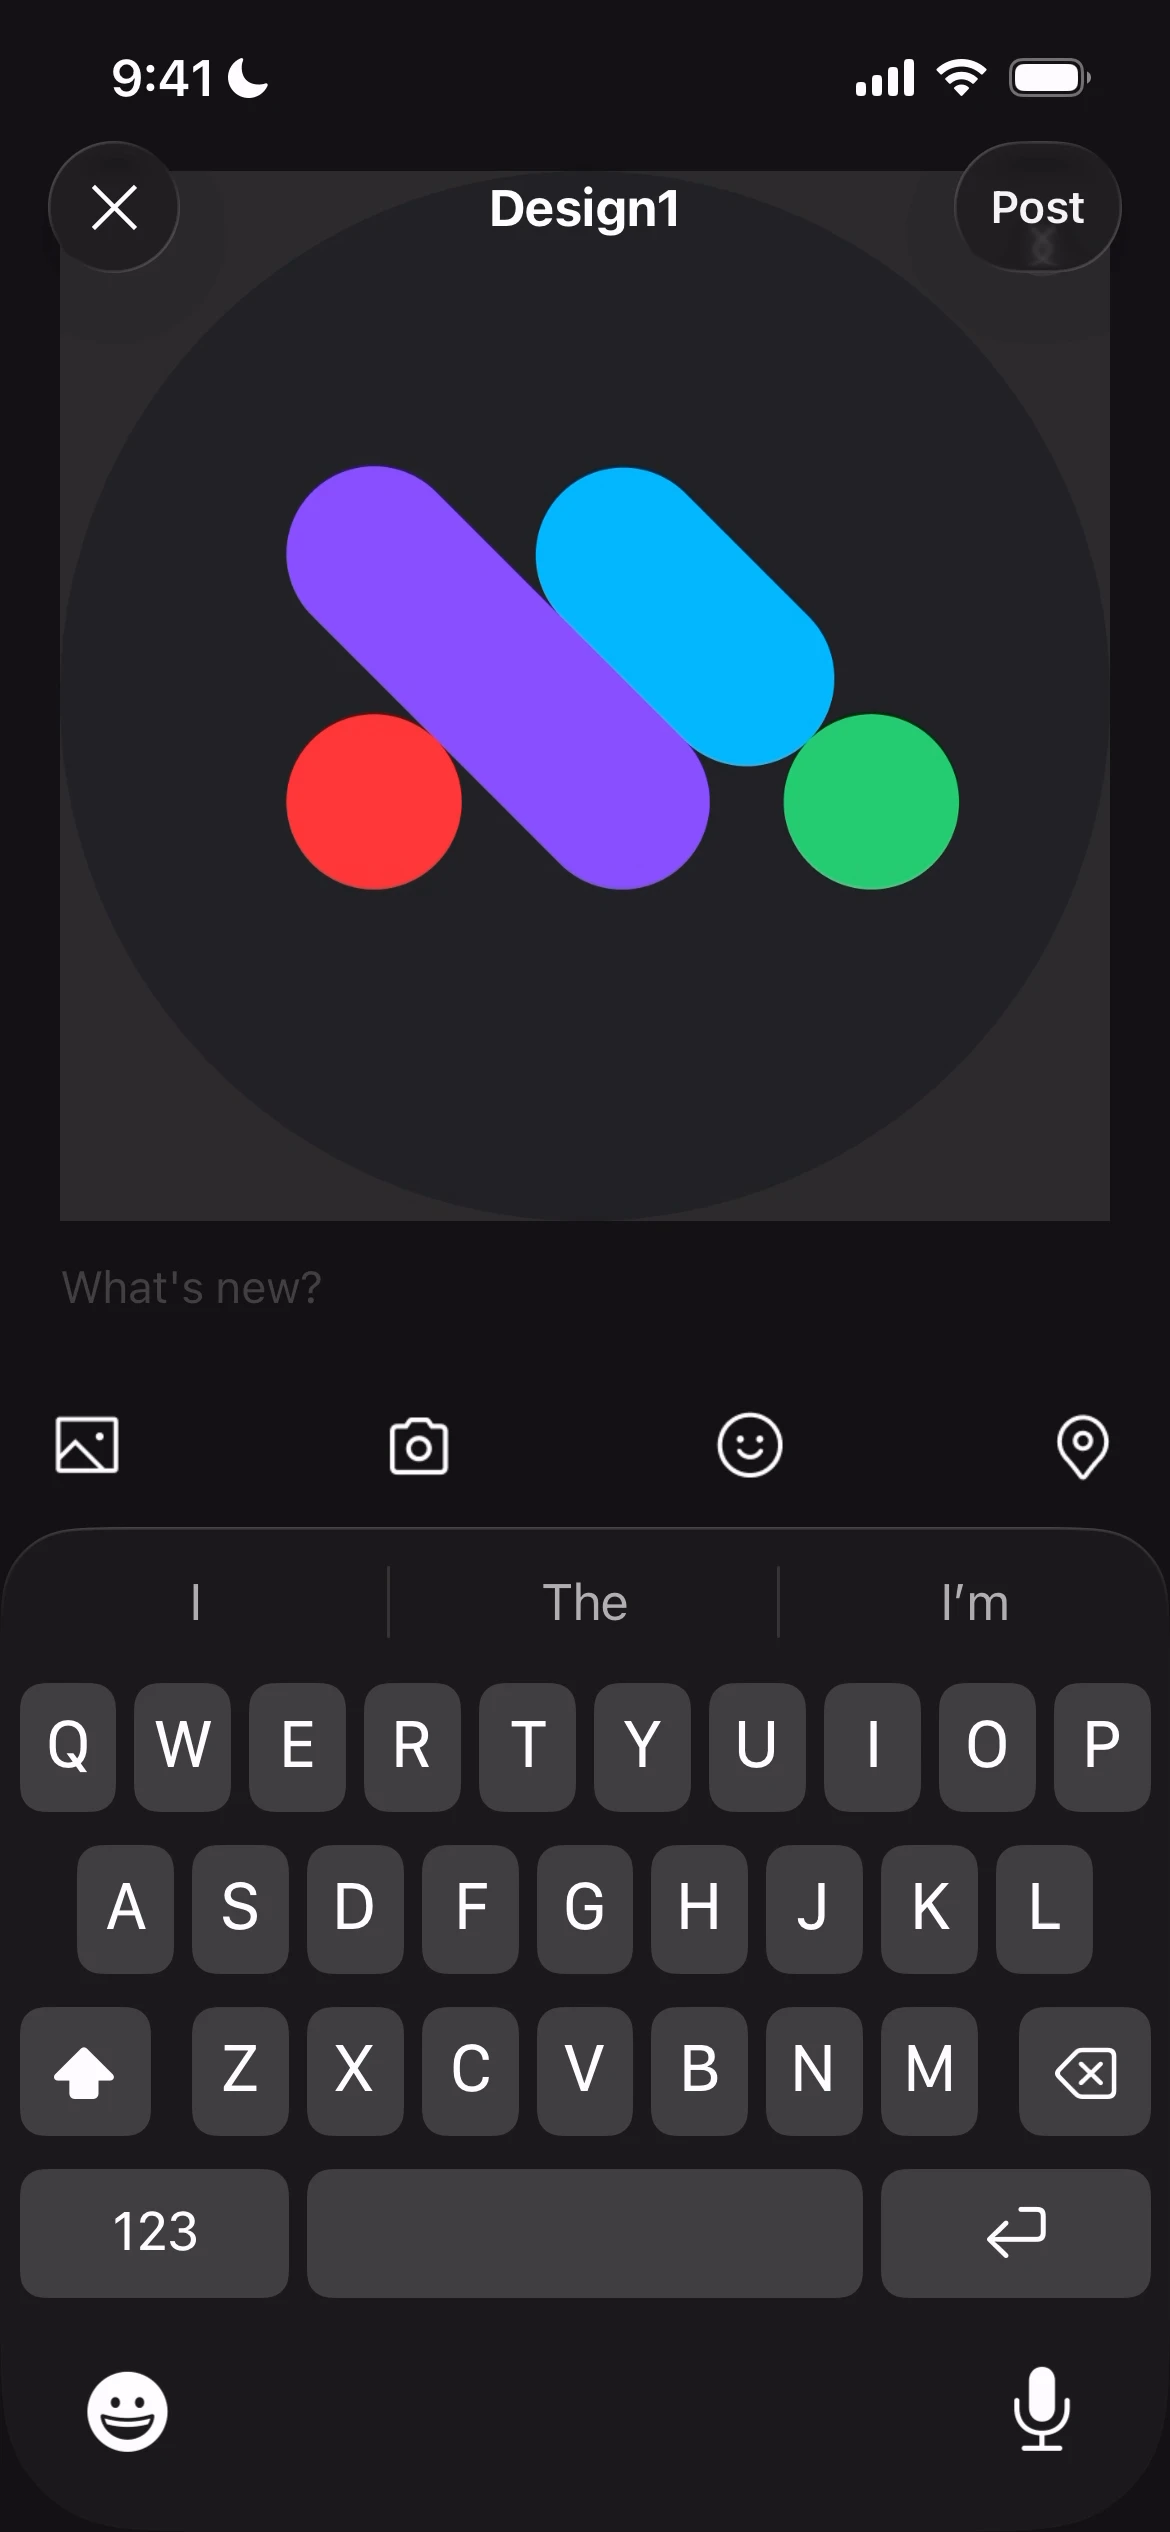 9:41
Design1
Post
What's new?
I
The
I’m
Q W E R T Y U I O P
A S D F G H J K L
Z X C V B N M
123